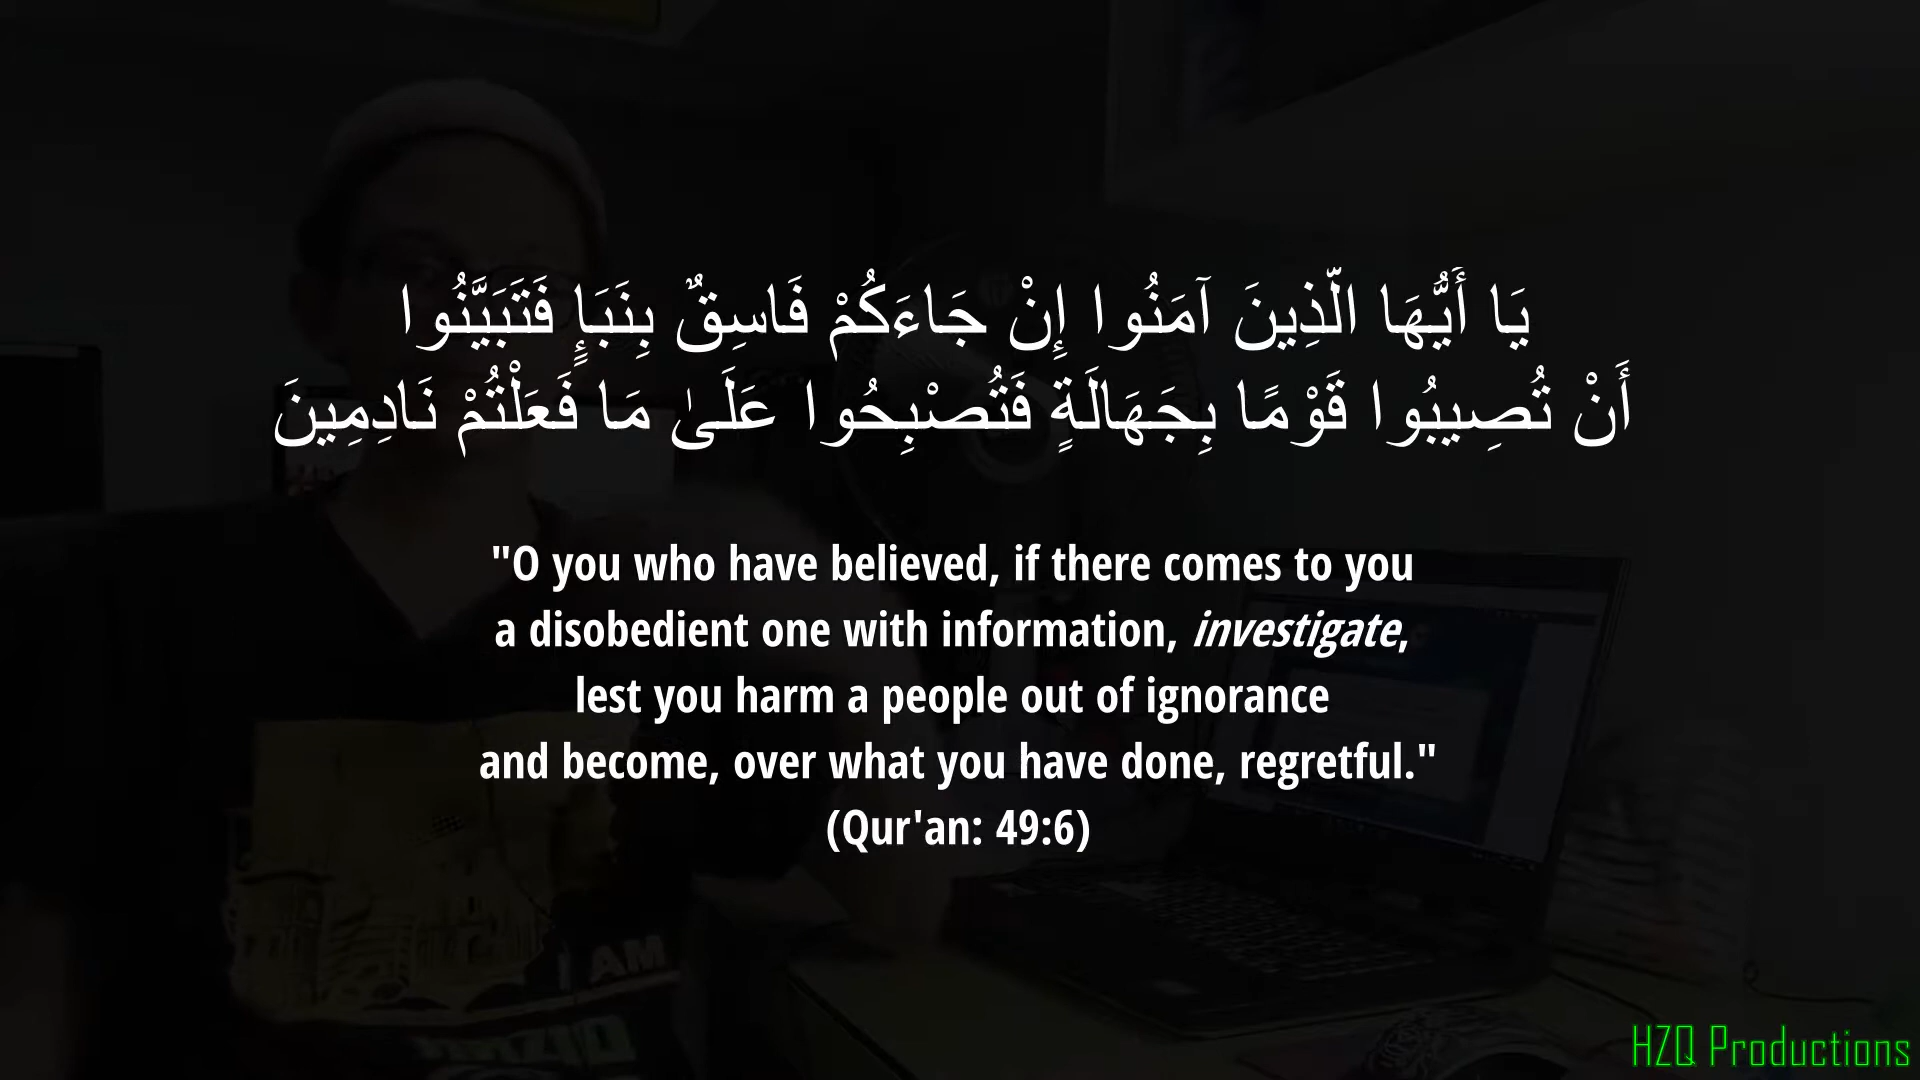 يَا أَيُّهَا الَّذِينَ آمَنُوا إِنْ جَاءَكُمْ فَاسِقٌ بِنَبَإٍ فَتَبَيَّنُوا
أَنْ تُصِيبُوا قَوْمًا بِجَهَالَةٍ فَتُصْبِحُوا عَلَىٰ مَا فَعَلْتُمْ نَادِمِينَ
"O you who have believed, if there comes to you
a disobedient one with information, investigate,
lest you harm a people out of ignorance
and become, over what you have done, regretful."
(Qur'an: 49:6)
I AM
HZQ Productions